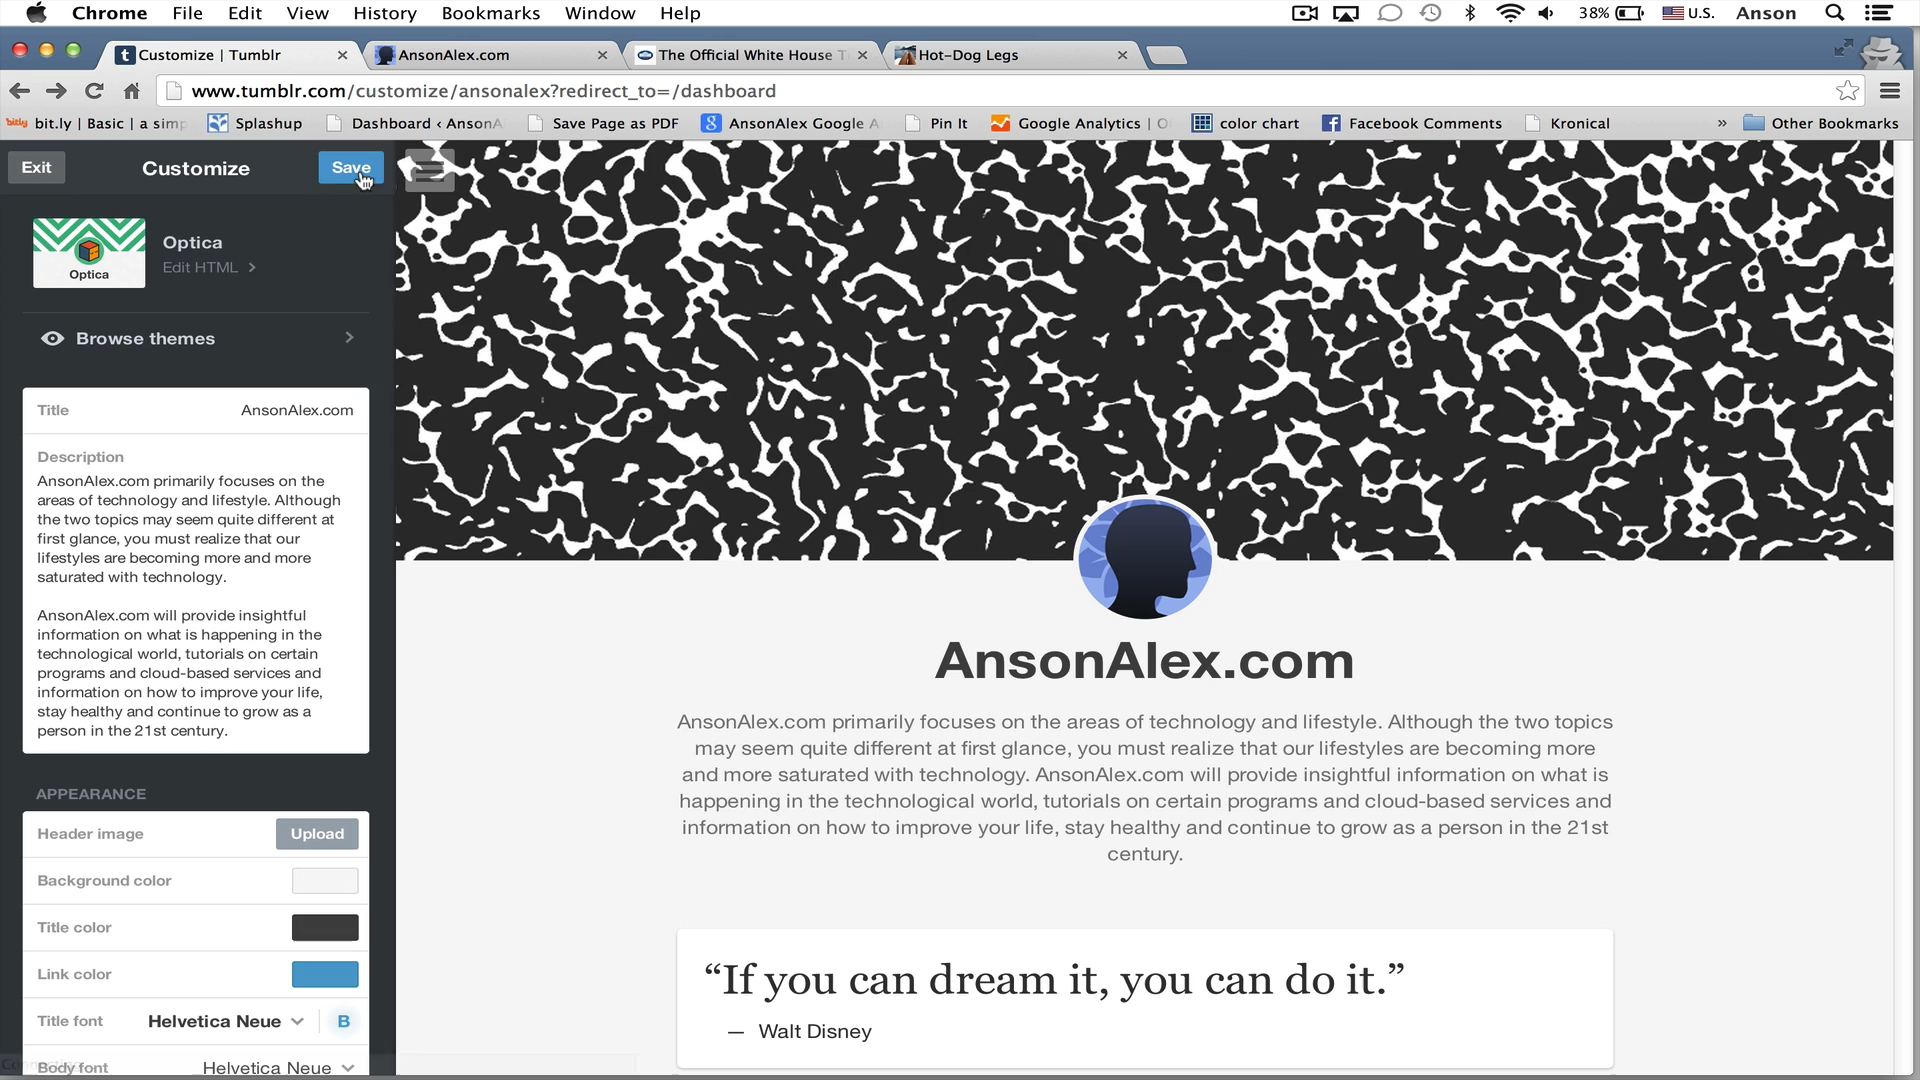 Chrome File Edit View History Bookmarks Window Help 38% U.S. Anson
t Customize | Tumblr AnsonAlex.com The Official White House T Hot-Dog Legs
www.tumblr.com/customize/ansonalex?redirect_to=/dashboard
bitly bit.ly | Basic | a simp Splashup Dashboard ‹ AnsonA Save Page as PDF 8 AnsonAlex Google A Pin It Google Analytics | O color chart f Facebook Comments Kronical » Other Bookmarks
Exit Customize Save
Optica
Edit HTML
Optica
Browse themes
Title AnsonAlex.com
Description
AnsonAlex.com primarily focuses on the
areas of technology and lifestyle. Although
the two topics may seem quite different at
first glance, you must realize that our
lifestyles are becoming more and more
saturated with technology.
AnsonAlex.com will provide insightful
information on what is happening in the
technological world, tutorials on certain
programs and cloud-based services and
information on how to improve your life,
stay healthy and continue to grow as a
person in the 21st century.
APPEARANCE
Header image Upload
Background color
Title color
Link color
Title font Helvetica Neue B
Body font Helvetica Neue
AnsonAlex.com
AnsonAlex.com primarily focuses on the areas of technology and lifestyle. Although the two topics
may seem quite different at first glance, you must realize that our lifestyles are becoming more
and more saturated with technology. AnsonAlex.com will provide insightful information on what is
happening in the technological world, tutorials on certain programs and cloud-based services and
information on how to improve your life, stay healthy and continue to grow as a person in the 21st
century.
“If you can dream it, you can do it.”
— Walt Disney